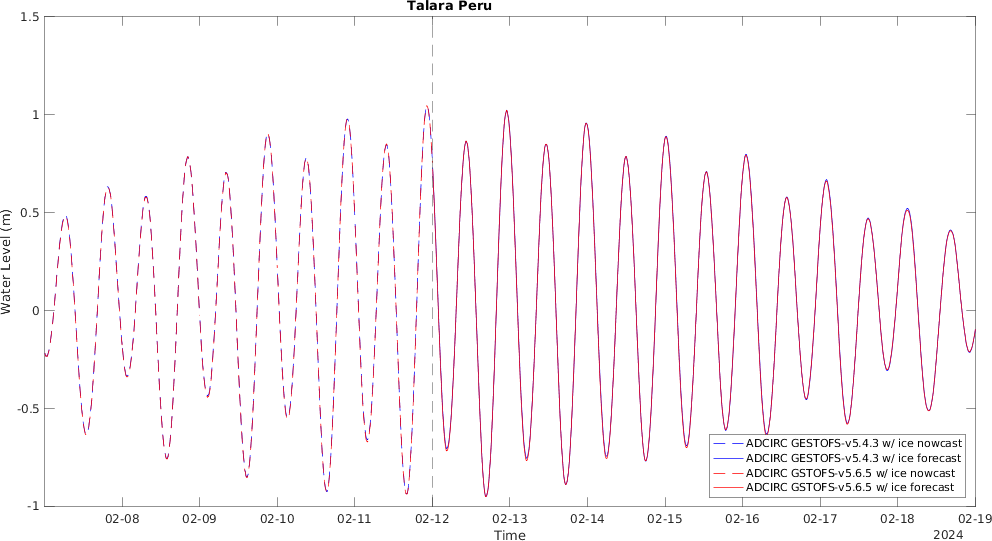 Talara Peru
1.5
1
0.5
0
-0.5
-1
Water Level (m)
ADCIRC GESTOFS-v5.4.3 w/ ice nowcast
ADCIRC GESTOFS-v5.4.3 w/ ice forecast
ADCIRC GSTOFS-v5.6.5 w/ ice nowcast
ADCIRC GSTOFS-v5.6.5 w/ ice forecast
02-08 02-09 02-10 02-11 02-12 02-13 02-14 02-15 02-16 02-17 02-18 02-19
Time
2024